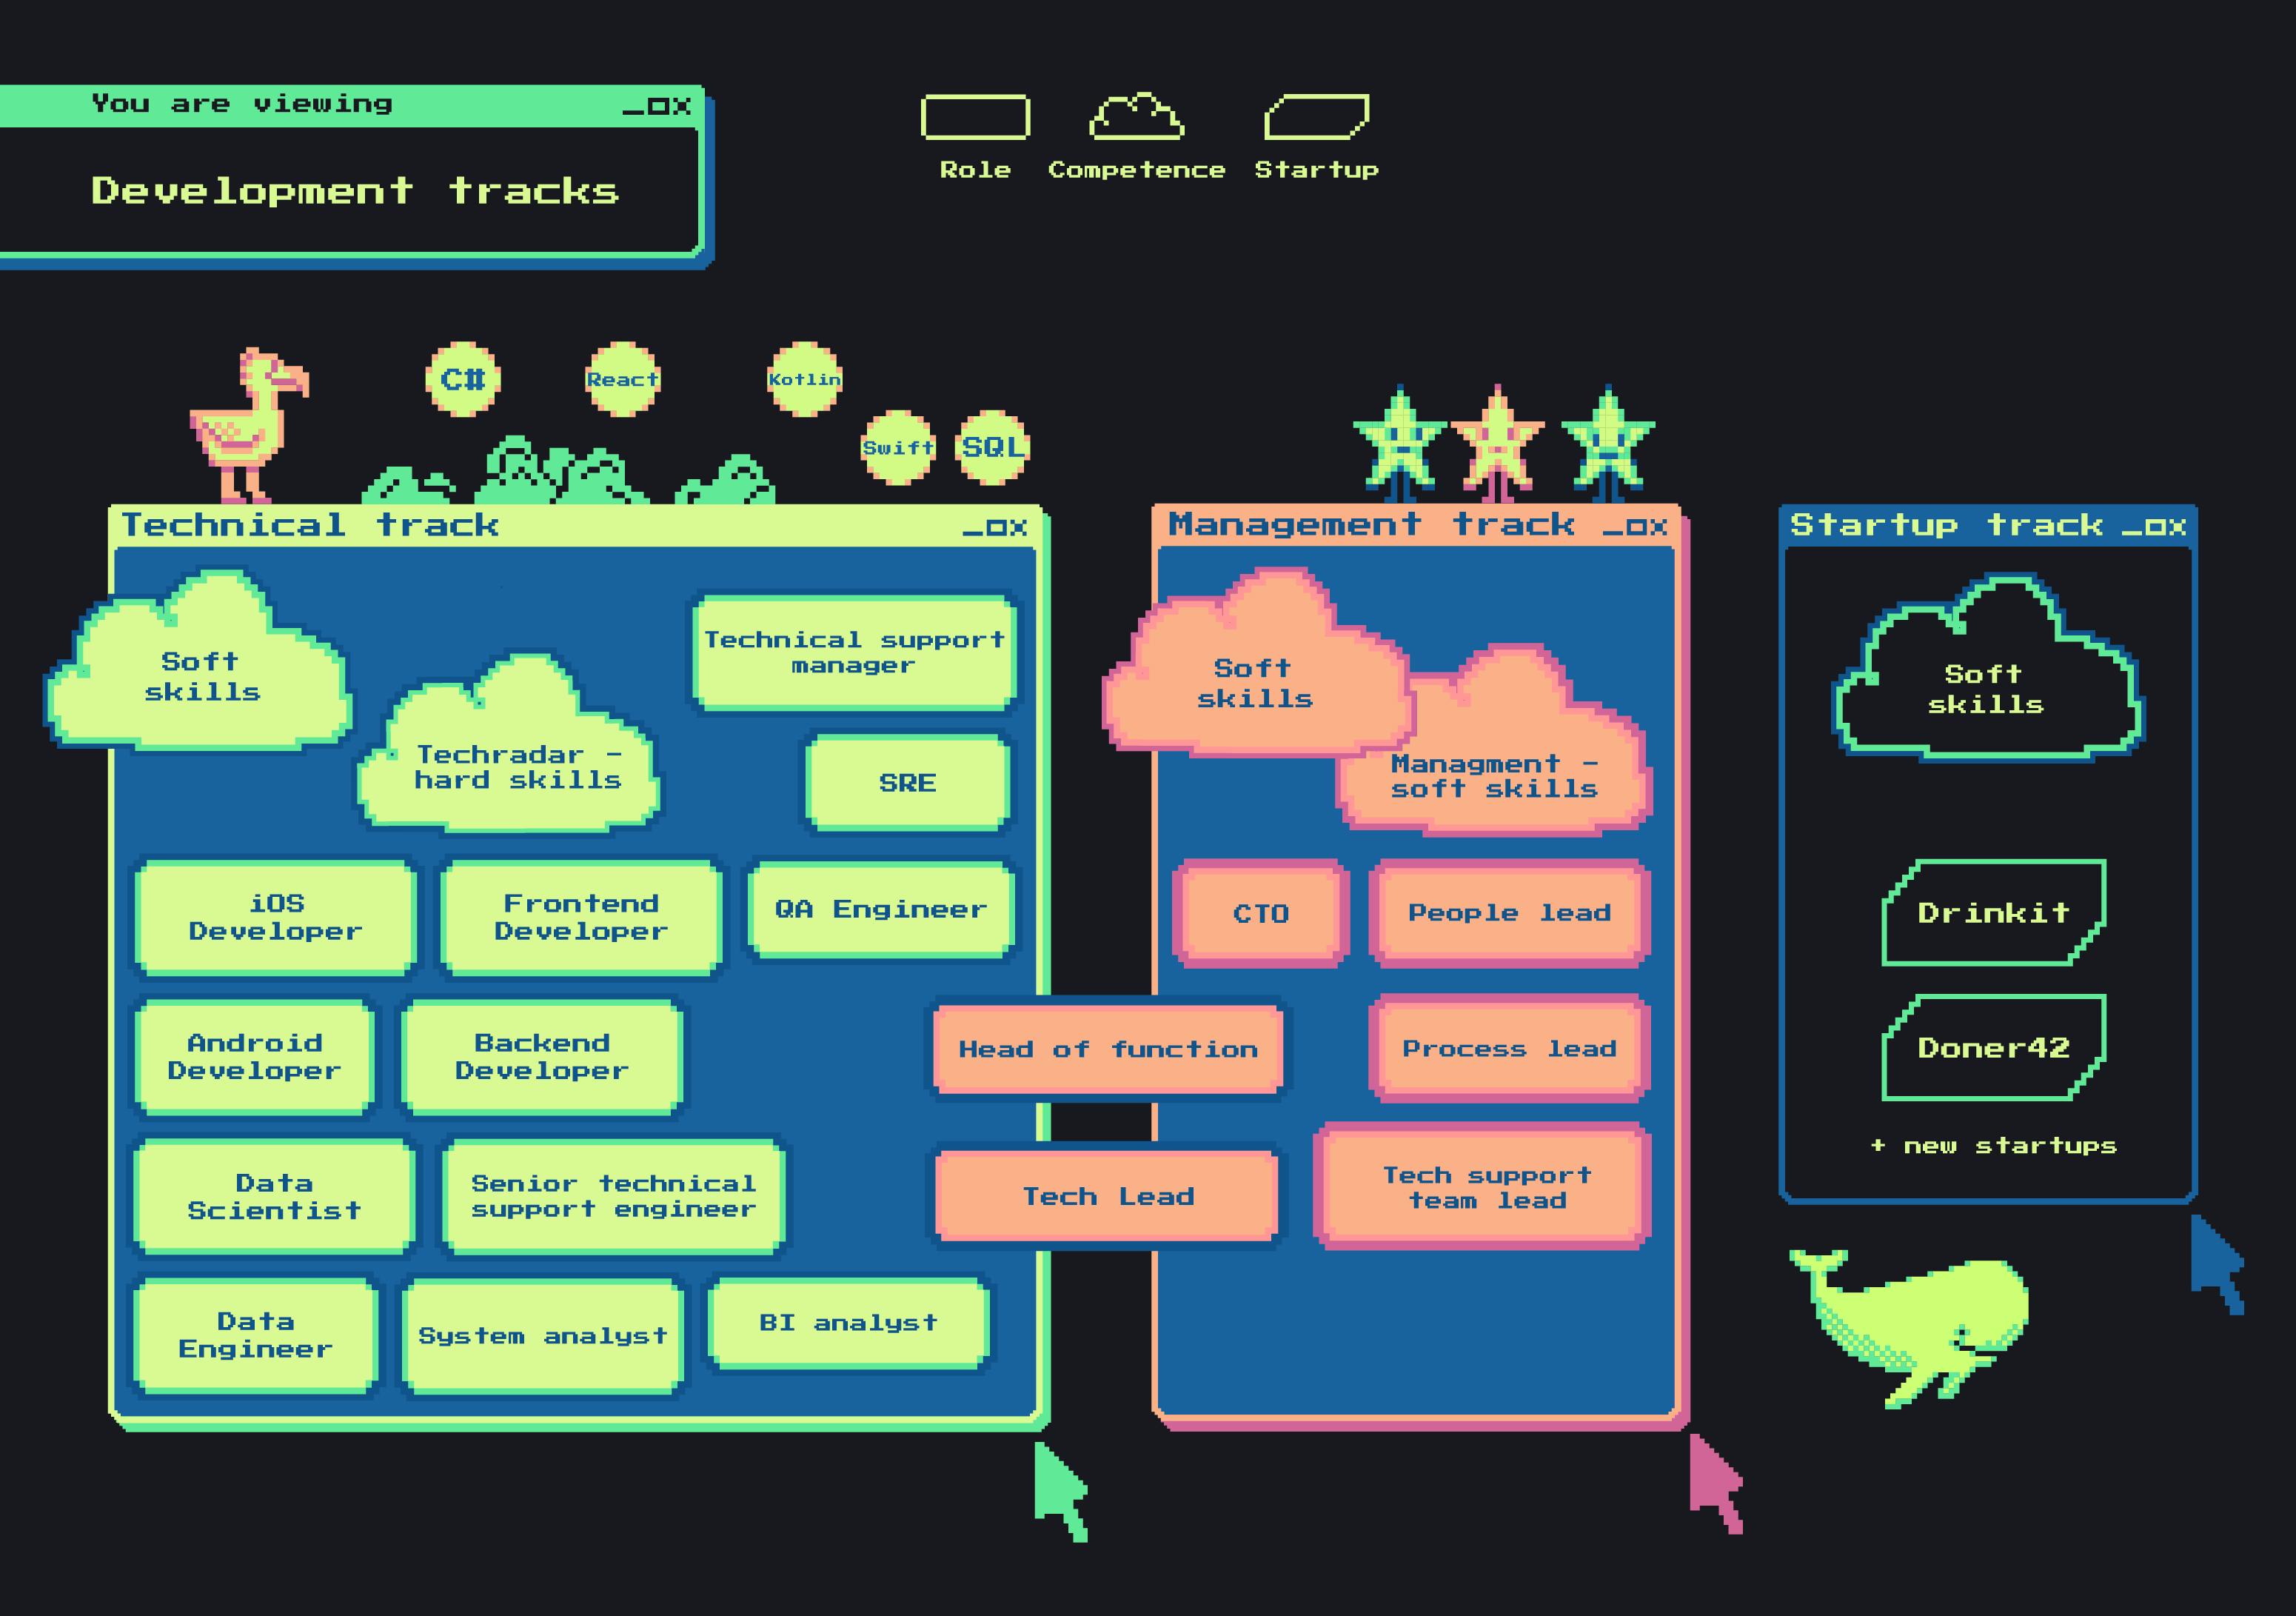 You are viewing
Development tracks
Role
Competence
Startup
C#
React
Kotlin
Swift
SQL
Technical track
Soft
skills
Techradar -
hard skills
Technical support
manager
SRE
iOS
Developer
Frontend
Developer
QA Engineer
Android
Developer
Backend
Developer
Data
Scientist
Senior technical
support engineer
Data
Engineer
System analyst
BI analyst
Head of function
Tech Lead
Management track
Soft
skills
Managment -
soft skills
CTO
People lead
Process lead
Tech support
team lead
Startup track
Soft
skills
Drinkit
Doner42
+ new startups